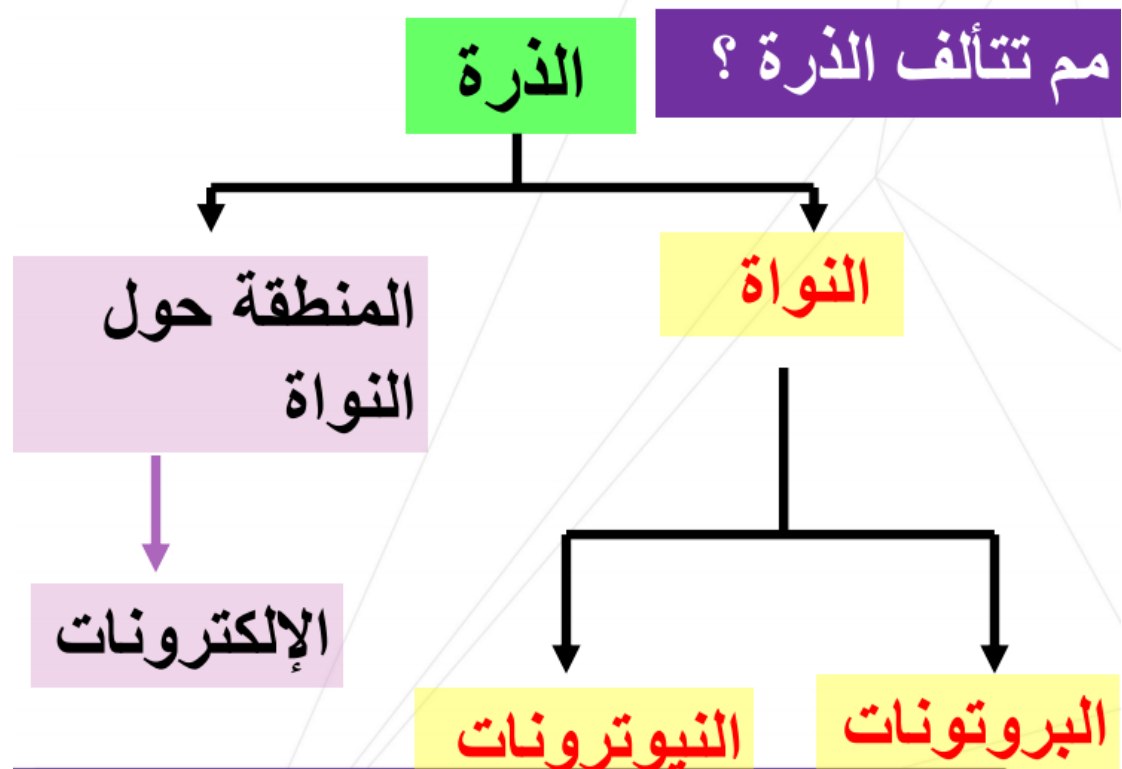 مم تتألف الذرة ؟
الذرة
النواة
المنطقة حول
النواة
الإلكترونات
البروتونات
النيوترونات